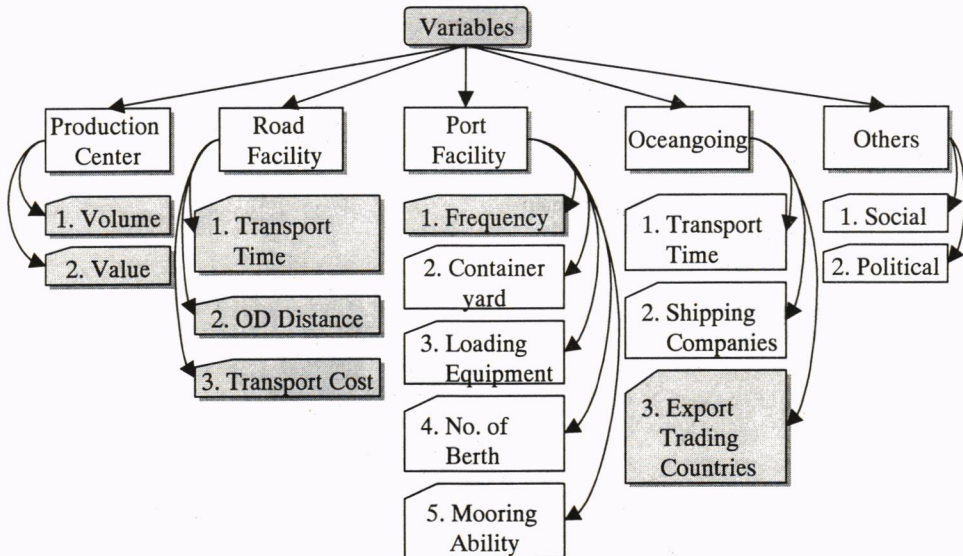 Variables
Production
Center
Road
Facility
Port
Facility
Oceangoing
Others
1. Volume
2. Value
1. Transport
Time
2. OD Distance
3. Transport Cost
1. Frequency
2. Container
yard
3. Loading
Equipment
4. No. of
Berth
5. Mooring
Ability
1. Transport
Time
2. Shipping
Companies
3. Export
Trading
Countries
1. Social
2. Political